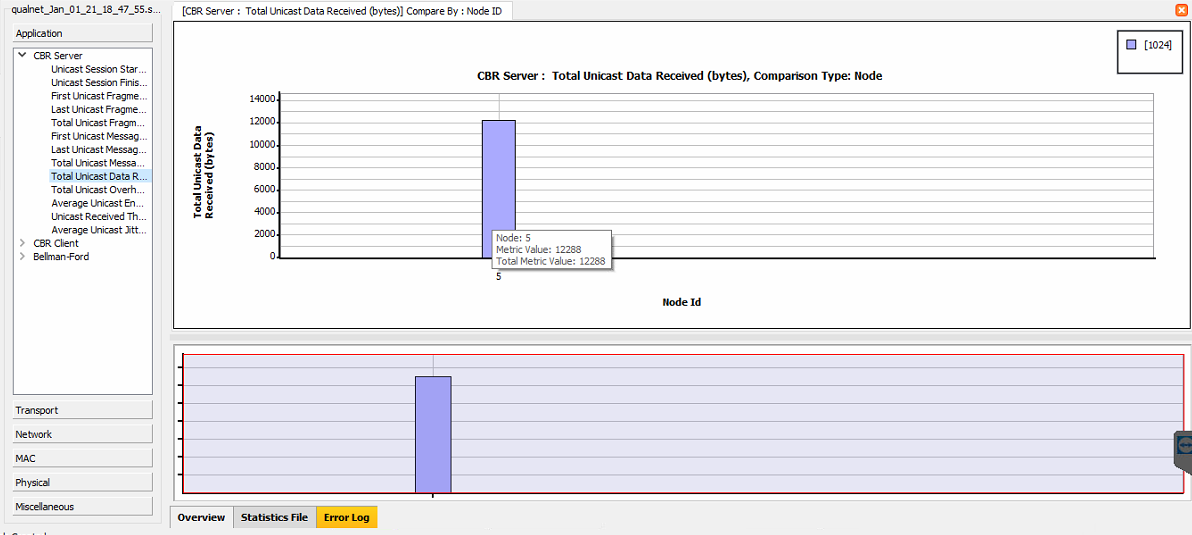 qualnet_Jan_01_21_18_47_55.s...
Application
CBR Server
Unicast Session Star...
Unicast Session Finis...
First Unicast Fragme...
Last Unicast Fragme...
Total Unicast Fragm...
First Unicast Messag...
Last Unicast Messag...
Total Unicast Messa...
Total Unicast Data R...
Total Unicast Overh...
Average Unicast En...
Unicast Received Th...
Average Unicast Jitt...
CBR Client
Bellman-Ford
Transport
Network
MAC
Physical
Miscellaneous
[CBR Server : Total Unicast Data Received (bytes)] Compare By : Node ID
[1024]
CBR Server : Total Unicast Data Received (bytes), Comparison Type: Node
Total Unicast Data
Received (bytes)
14000
12000
10000
8000
6000
4000
2000
0
Node: 5
Metric Value: 12288
Total Metric Value: 12288
5
Node Id
Overview
Statistics File
Error Log